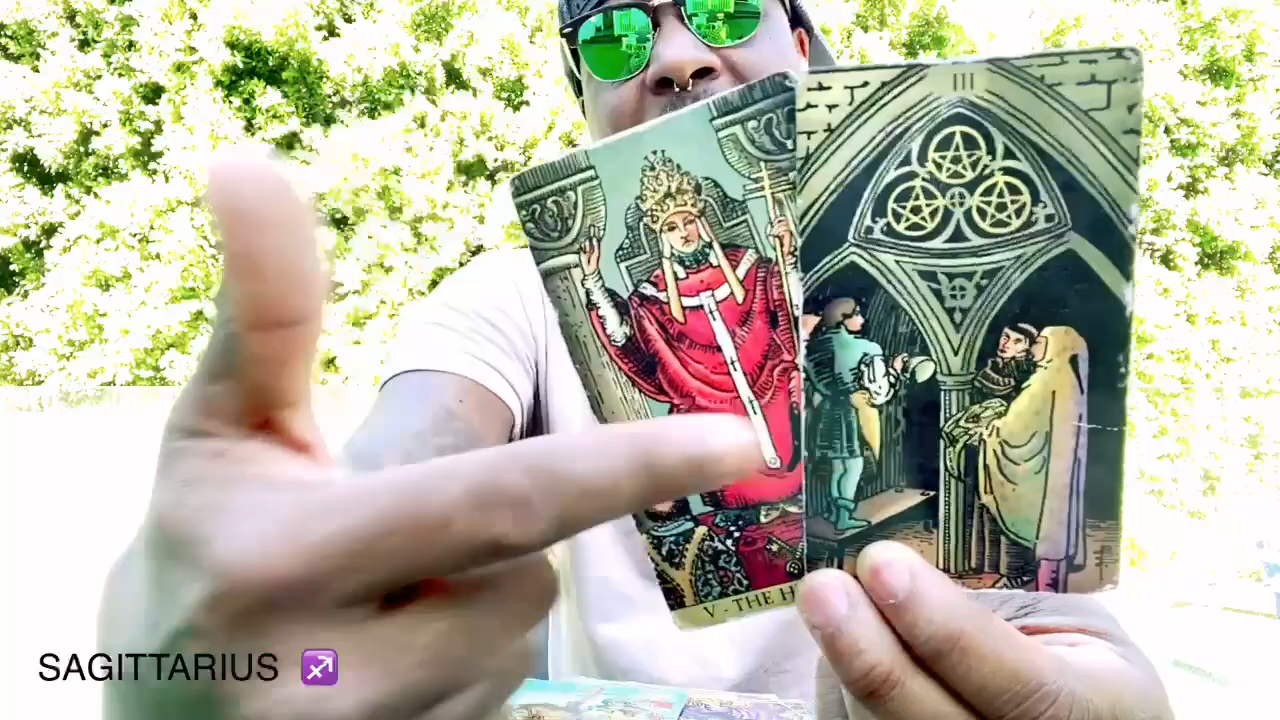 III
V - THE H
SAGITTARIUS ♐